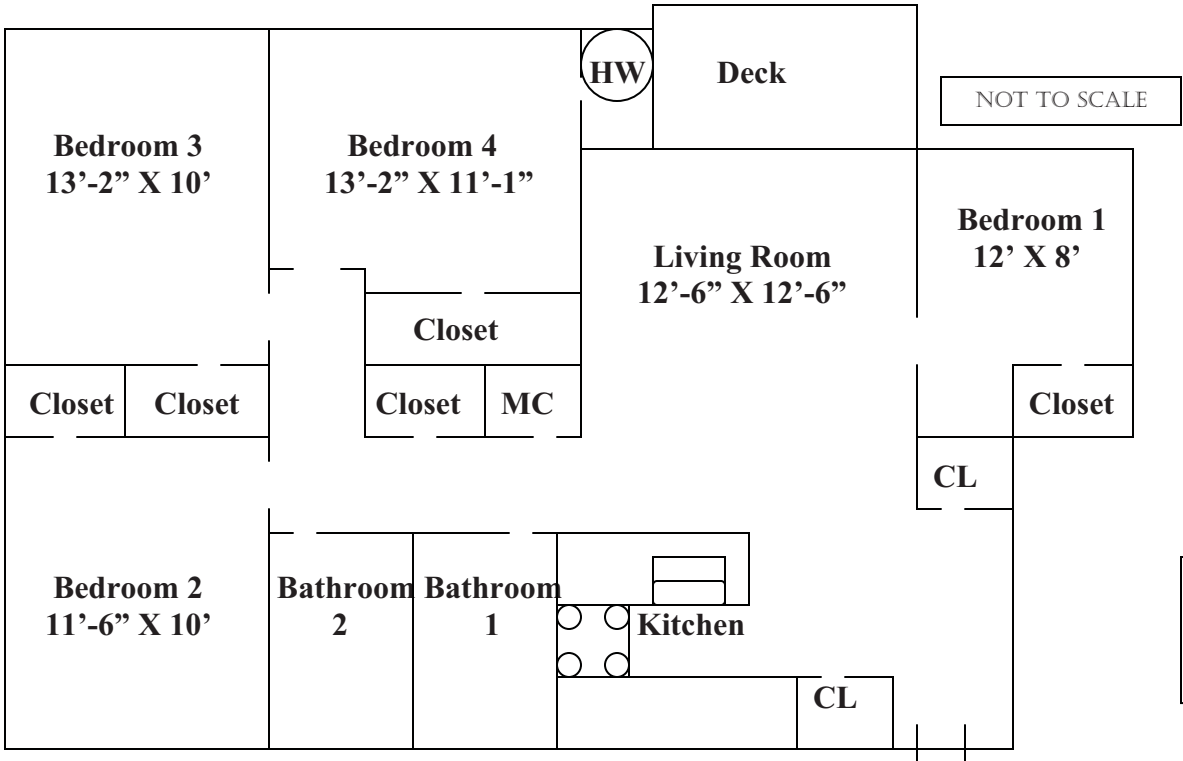 HW
Deck
NOT TO SCALE
Bedroom 3
13’-2” X 10’
Bedroom 4
13’-2” X 11’-1”
Living Room
12’-6” X 12’-6”
Bedroom 1
12’ X 8’
Closet
Closet
Closet
Closet
MC
Closet
CL
Bedroom 2
11’-6” X 10’
Bathroom
2
Bathroom
1
Kitchen
CL